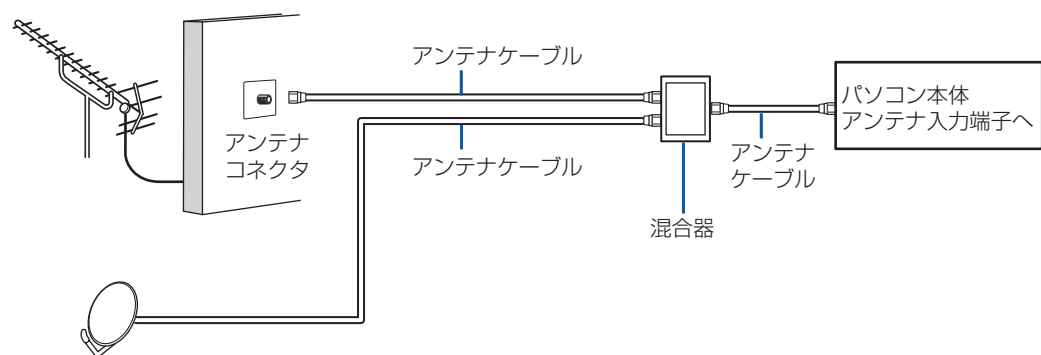 アンテナケーブル
アンテナ
コネクタ
アンテナケーブル
混合器
アンテナ
ケーブル
パソコン本体
アンテナ入力端子へ